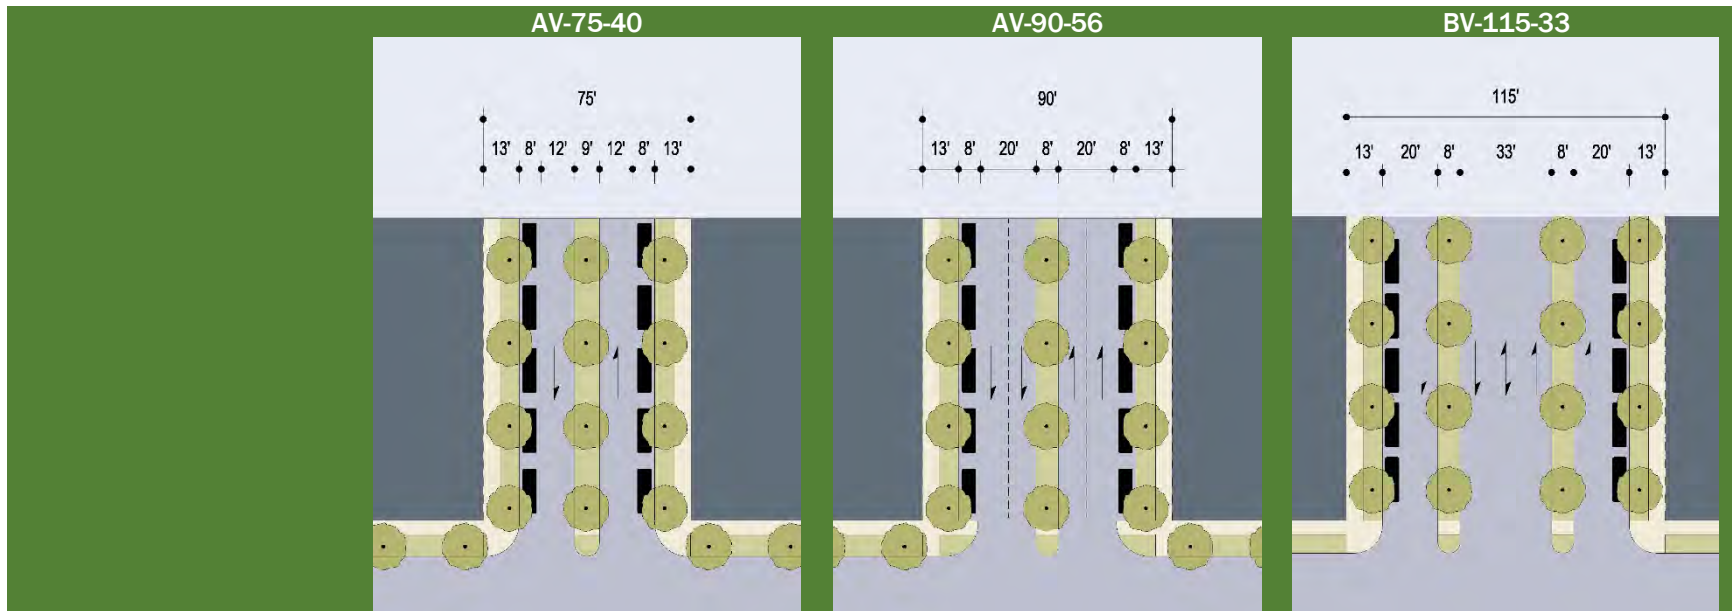 AV-75-40
AV-90-56
BV-115-33
75'
90'
115'
13' 8' 12' 9' 12' 8' 13'
13' 8' 20' 8' 20' 8' 13'
13' 20' 8' 33' 8' 20' 13'